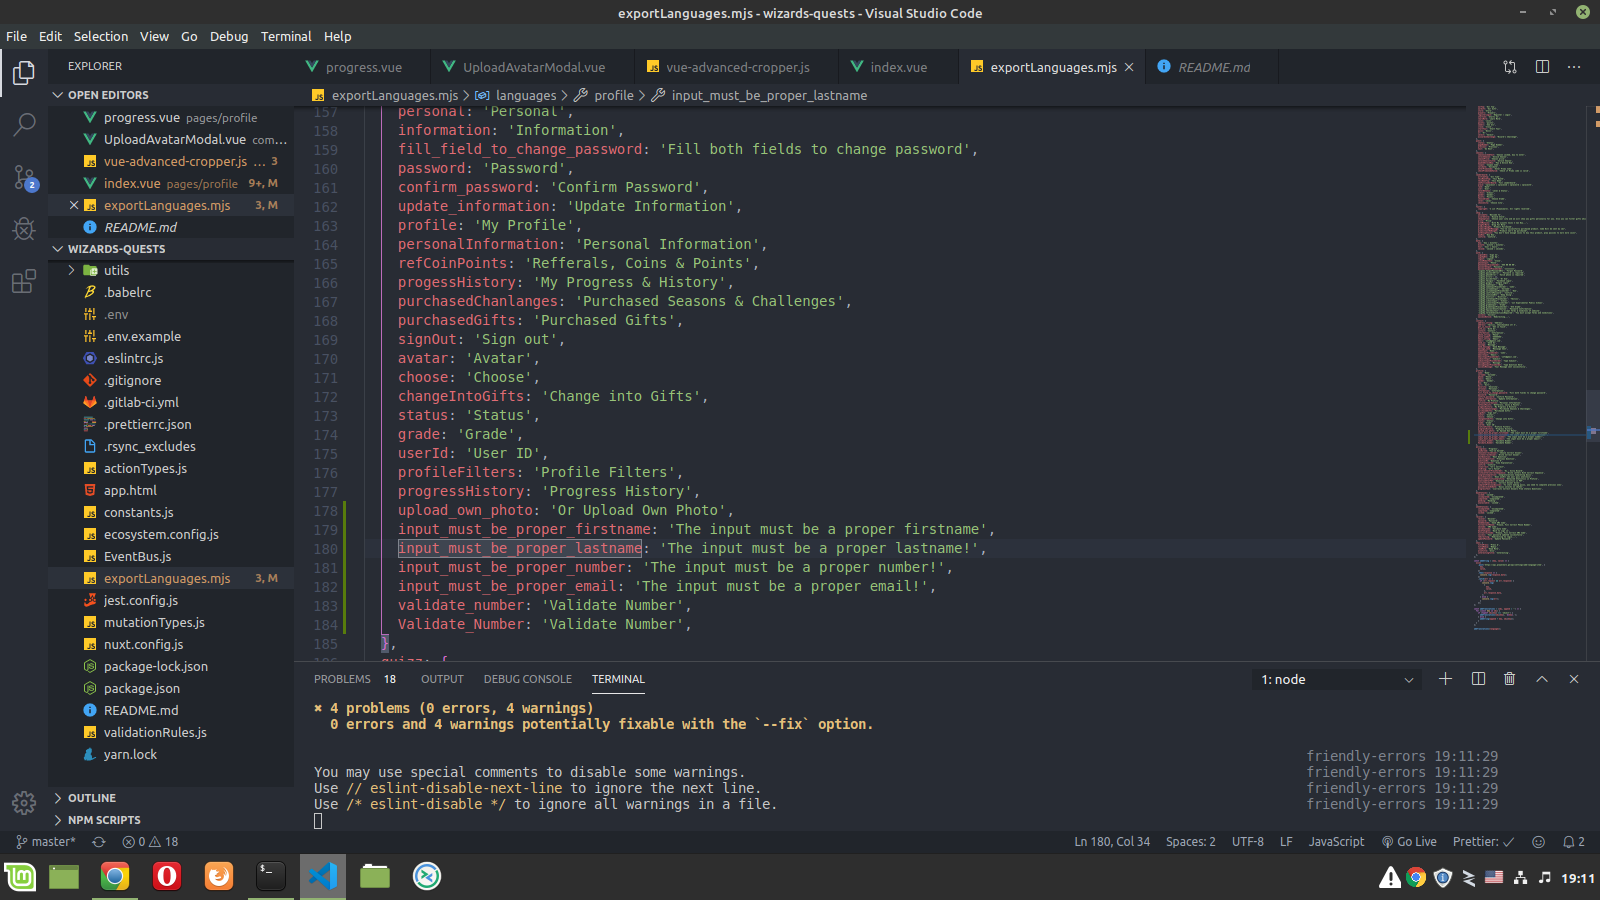 exportLanguages.mjs - wizards-quests - Visual Studio Code
File Edit Selection View Go Debug Terminal Help
EXPLORER
progress.vue
UploadAvatarModal.vue
vue-advanced-cropper.js
index.vue
exportLanguages.mjs
README.md
OPEN EDITORS
progress.vue pages/profile
UploadAvatarModal.vue com...
vue-advanced-cropper.js ... 3
index.vue pages/profile 9+, M
exportLanguages.mjs 3, M
README.md
WIZARDS-QUESTS
utils
.babelrc
.env
.env.example
.eslintrc.js
.gitignore
.gitlab-ci.yml
.prettierrc.json
.rsync_excludes
actionTypes.js
app.html
constants.js
ecosystem.config.js
EventBus.js
exportLanguages.mjs 3, M
jest.config.js
mutationTypes.js
nuxt.config.js
package-lock.json
package.json
README.md
validationRules.js
yarn.lock
OUTLINE
NPM SCRIPTS
exportLanguages.mjs > languages > profile > input_must_be_proper_lastname
157 personal: 'Personal',
158 information: 'Information',
159 fill_field_to_change_password: 'Fill both fields to change password',
160 password: 'Password',
161 confirm_password: 'Confirm Password',
162 update_information: 'Update Information',
163 profile: 'My Profile',
164 personalInformation: 'Personal Information',
165 refCoinPoints: 'Refferals, Coins & Points',
166 progessHistory: 'My Progress & History',
167 purchasedChanlanges: 'Purchased Seasons & Challenges',
168 purchasedGifts: 'Purchased Gifts',
169 signOut: 'Sign out',
170 avatar: 'Avatar',
171 choose: 'Choose',
172 changeIntoGifts: 'Change into Gifts',
173 status: 'Status',
174 grade: 'Grade',
175 userId: 'User ID',
176 profileFilters: 'Profile Filters',
177 progressHistory: 'Progress History',
178 upload_own_photo: 'Or Upload Own Photo',
179 input_must_be_proper_firstname: 'The input must be a proper firstname',
180 input_must_be_proper_lastname: 'The input must be a proper lastname!',
181 input_must_be_proper_number: 'The input must be a proper number!',
182 input_must_be_proper_email: 'The input must be a proper email!',
183 validate_number: 'Validate Number',
184 Validate_Number: 'Validate Number',
185 },
186 quizz: {
PROBLEMS 18 OUTPUT DEBUG CONSOLE TERMINAL
1: node
✖ 4 problems (0 errors, 4 warnings)
0 errors and 4 warnings potentially fixable with the `--fix` option.
friendly-errors 19:11:29
You may use special comments to disable some warnings. friendly-errors 19:11:29
Use // eslint-disable-next-line to ignore the next line. friendly-errors 19:11:29
Use /* eslint-disable */ to ignore all warnings in a file. friendly-errors 19:11:29
master* 0 18
Ln 180, Col 34 Spaces: 2 UTF-8 LF JavaScript Go Live Prettier: ✓ 2
19:11